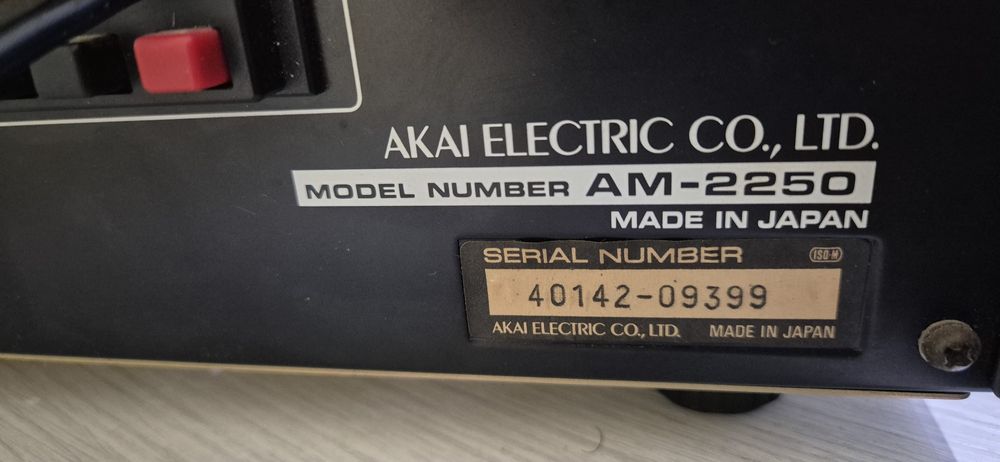 AKAI ELECTRIC CO., LTD.
MODEL NUMBER AM-2250
MADE IN JAPAN
SERIAL NUMBER ISO-M
40142-09399
AKAI ELECTRIC CO., LTD. MADE IN JAPAN